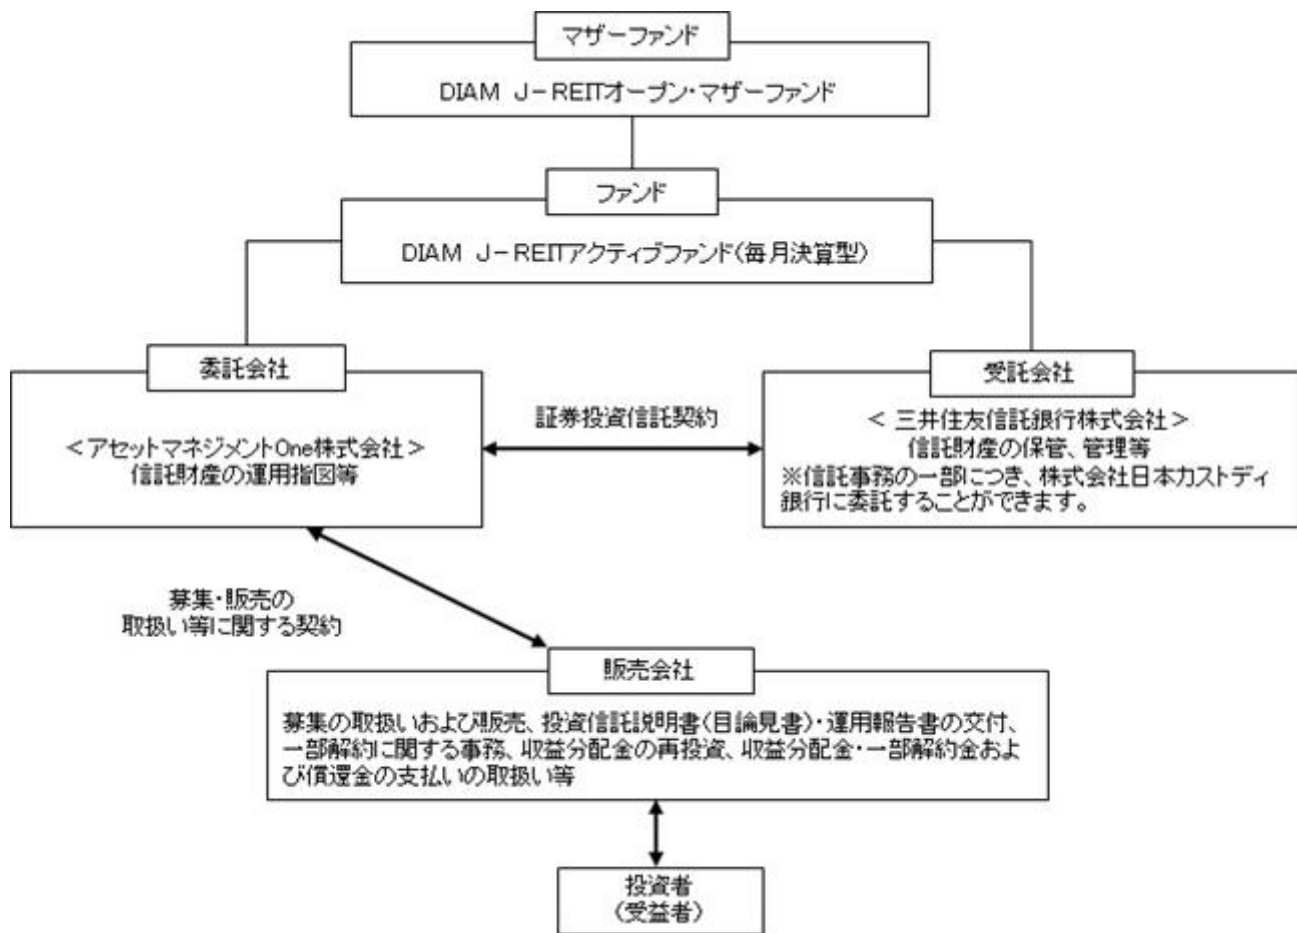 マザーファンド
DIAM J－REITオープン・マザーファンド
ファンド
DIAM J－REITアクティブファンド（毎月決算型）
委託会社
＜アセットマネジメントOne株式会社＞
信託財産の運用指図等
証券投資信託契約
受託会社
＜ 三井住友信託銀行株式会社＞
信託財産の保管、管理等
※信託事務の一部につき、株式会社日本カストディ
銀行に委託することができます。
募集・販売の
取扱い等に関する契約
販売会社
募集の取扱いおよび販売、投資信託説明書（目論見書）・運用報告書の交付、
一部解約に関する事務、収益分配金の再投資、収益分配金・一部解約金およ
び償還金の支払いの取扱い等
投資者
（受益者）